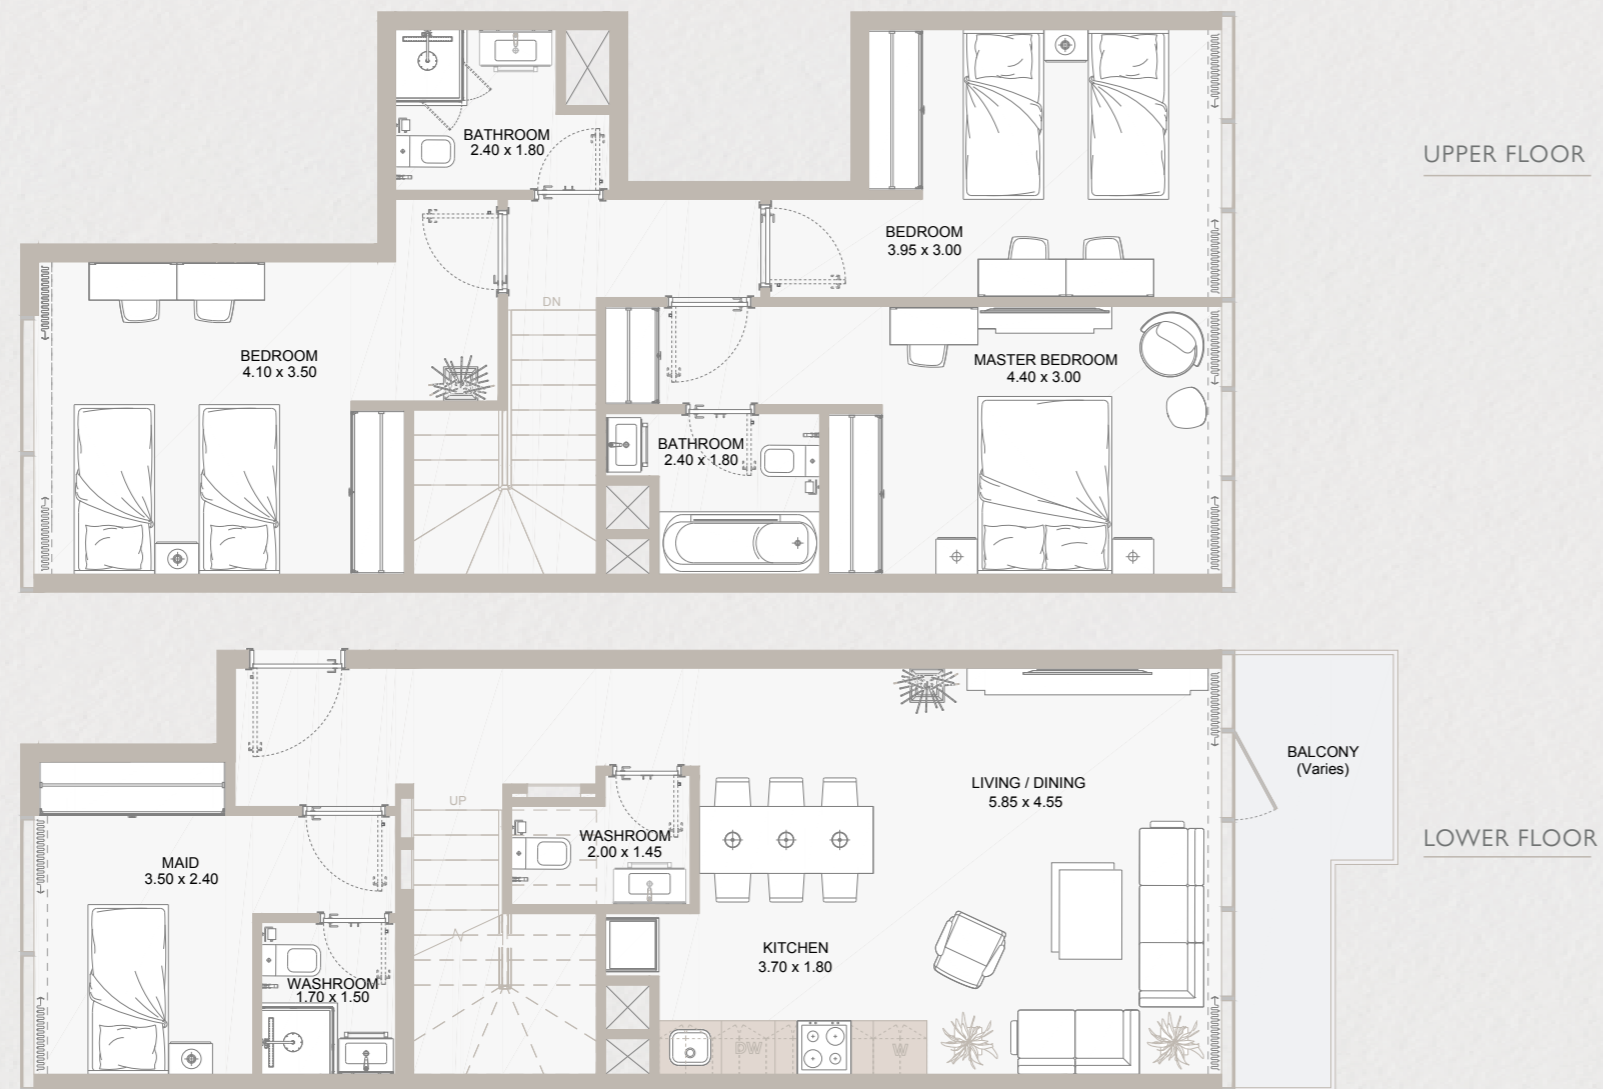 BATHROOM
2.40 x 1.80
UPPER FLOOR
BEDROOM
3.95 x 3.00
DN
BEDROOM
4.10 x 3.50
MASTER BEDROOM
4.40 x 3.00
BATHROOM
2.40 x 1.80
BALCONY
(Varies)
LIVING / DINING
5.85 x 4.55
UP
WASHROOM
2.00 x 1.45
LOWER FLOOR
MAID
3.50 x 2.40
KITCHEN
3.70 x 1.80
WASHROOM
1.70 x 1.50
DW
W